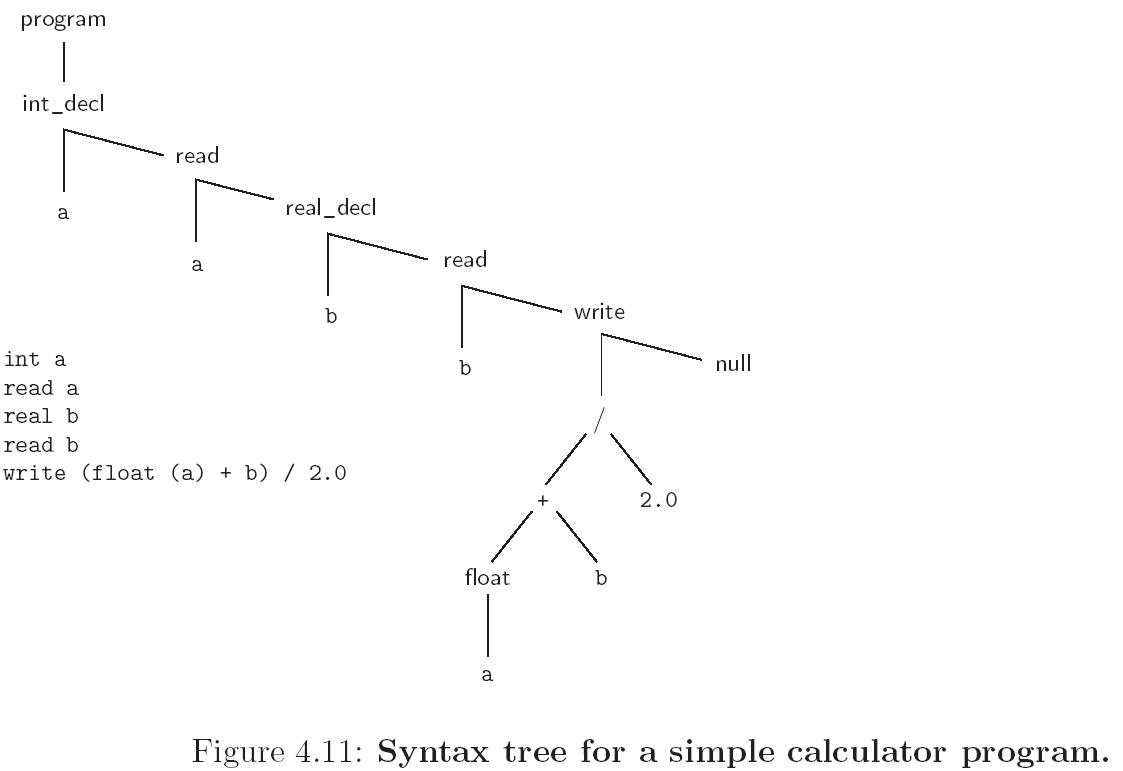 program
int_decl
read
a
real_decl
a
read
b
write
b
null
int a
read a
real b
read b
write (float (a) + b) / 2.0
/
+
2.0
float
b
a
Figure 4.11: Syntax tree for a simple calculator program.